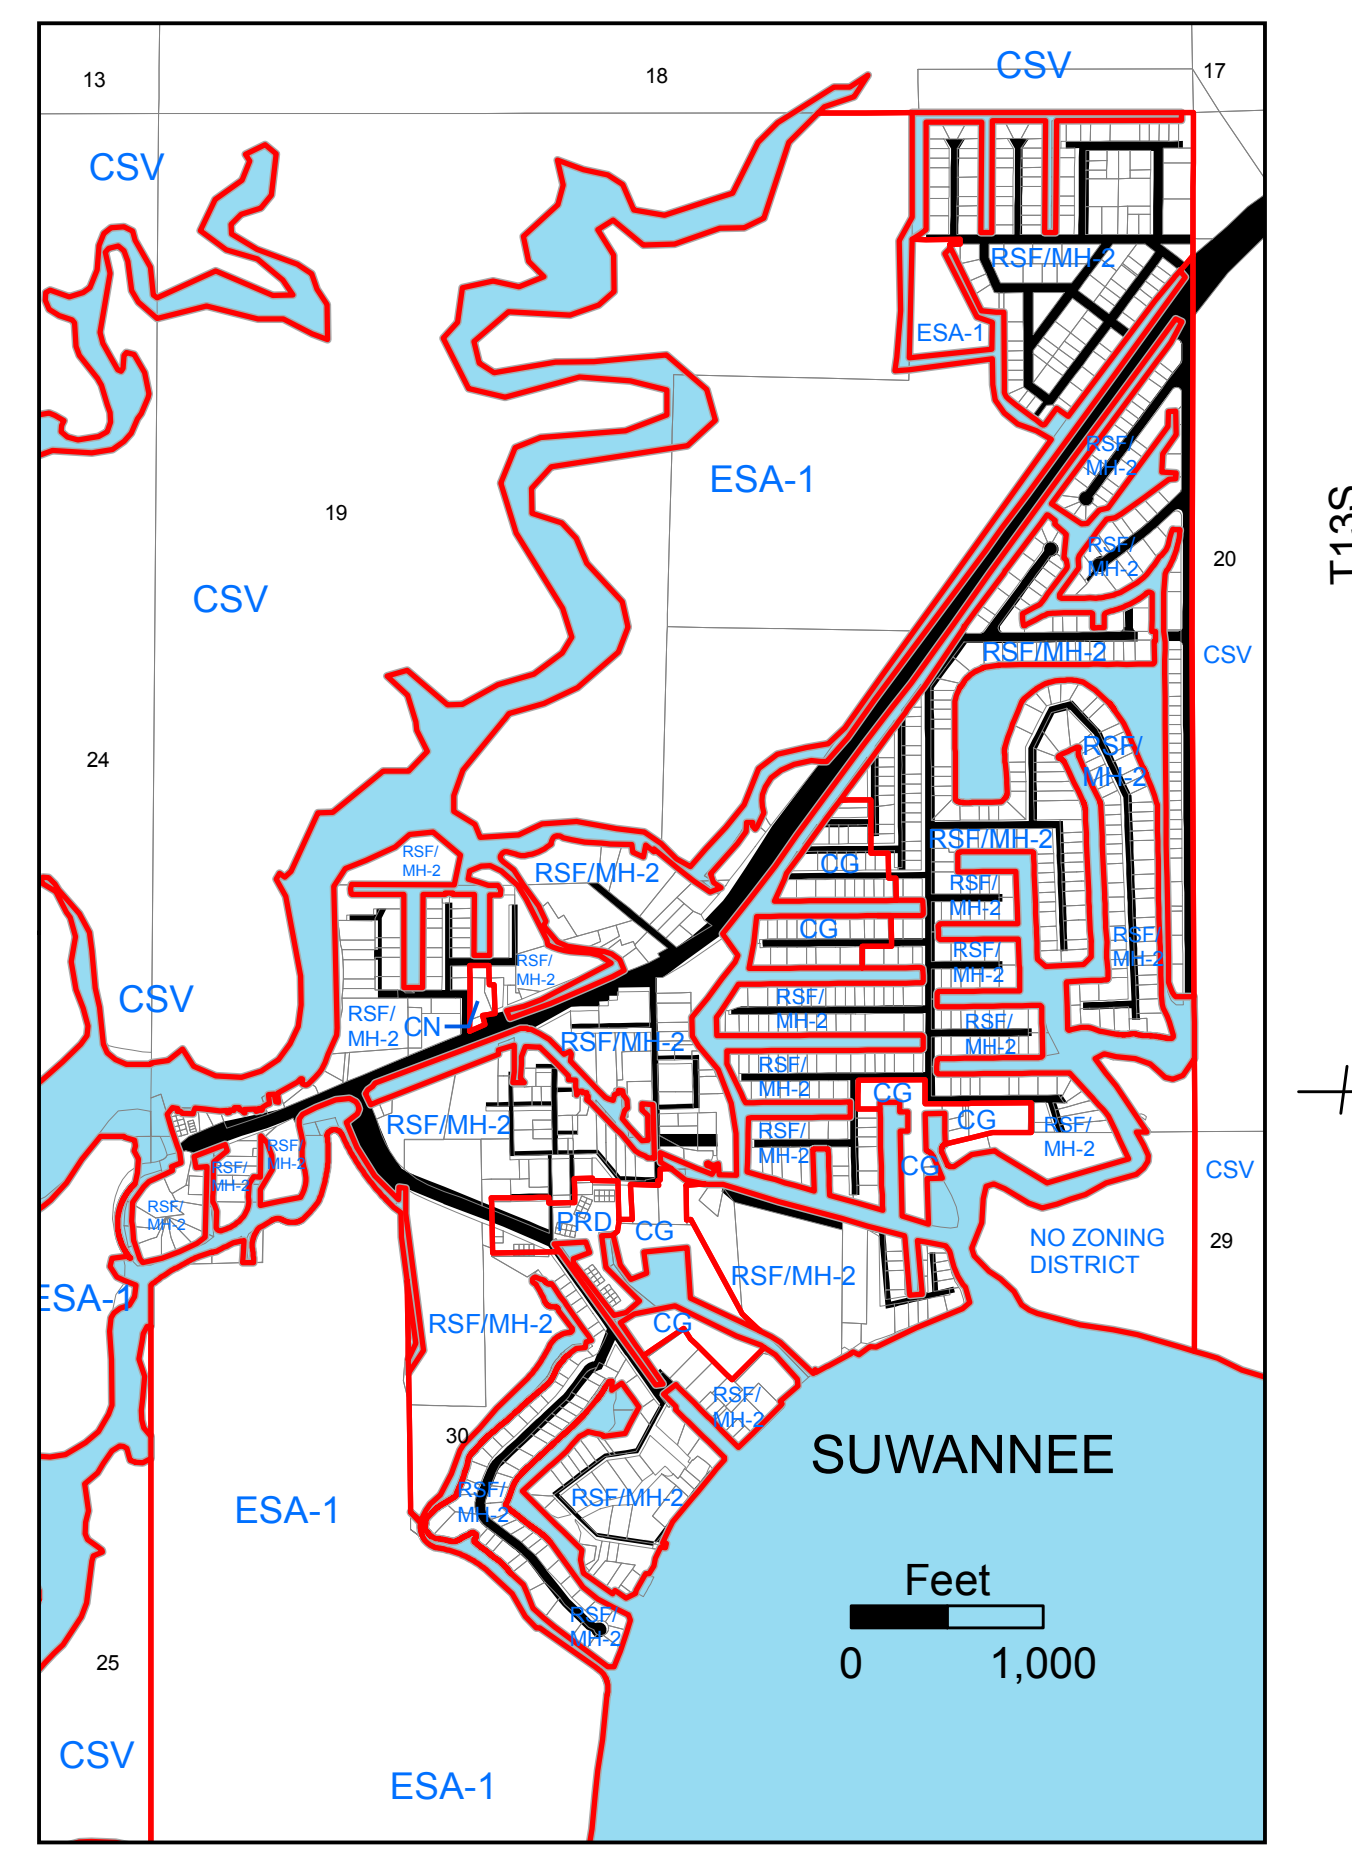 CSV
13
18
17
CSV
RSF/MH-2
ESA-1
RSF/
MH-2
ESA-1
T13S
19
RSF/
MH-2
20
CSV
RSF/MH-2
CSV
24
RSF/
MH-2
RSF/MH-2
RSF/
MH-2
RSF/MH-2
CG
RSF/
MH-2
CG
RSF/
MH-2
RSF/
MH-2
RSF/
MH-2
CSV
RSF/
MH-2
CN
RSF/
MH-2
RSF/
MH-2
RSF/MH-2
RSF/
MH-2
CG
CG
RSF/MH-2
RSF/
MH-2
RSF/
MH-2
RSF/
MH-2
RSF/
MH-2
CG
CSV
RSF/
MH-2
PRD
CG
NO ZONING
DISTRICT
29
RSF/MH-2
ESA-1
RSF/MH-2
CG
RSF/
MH-2
30
SUWANNEE
RSF/
MH-2
RSF/MH-2
ESA-1
Feet
RSF/
MH-2
0 1,000
25
CSV
ESA-1